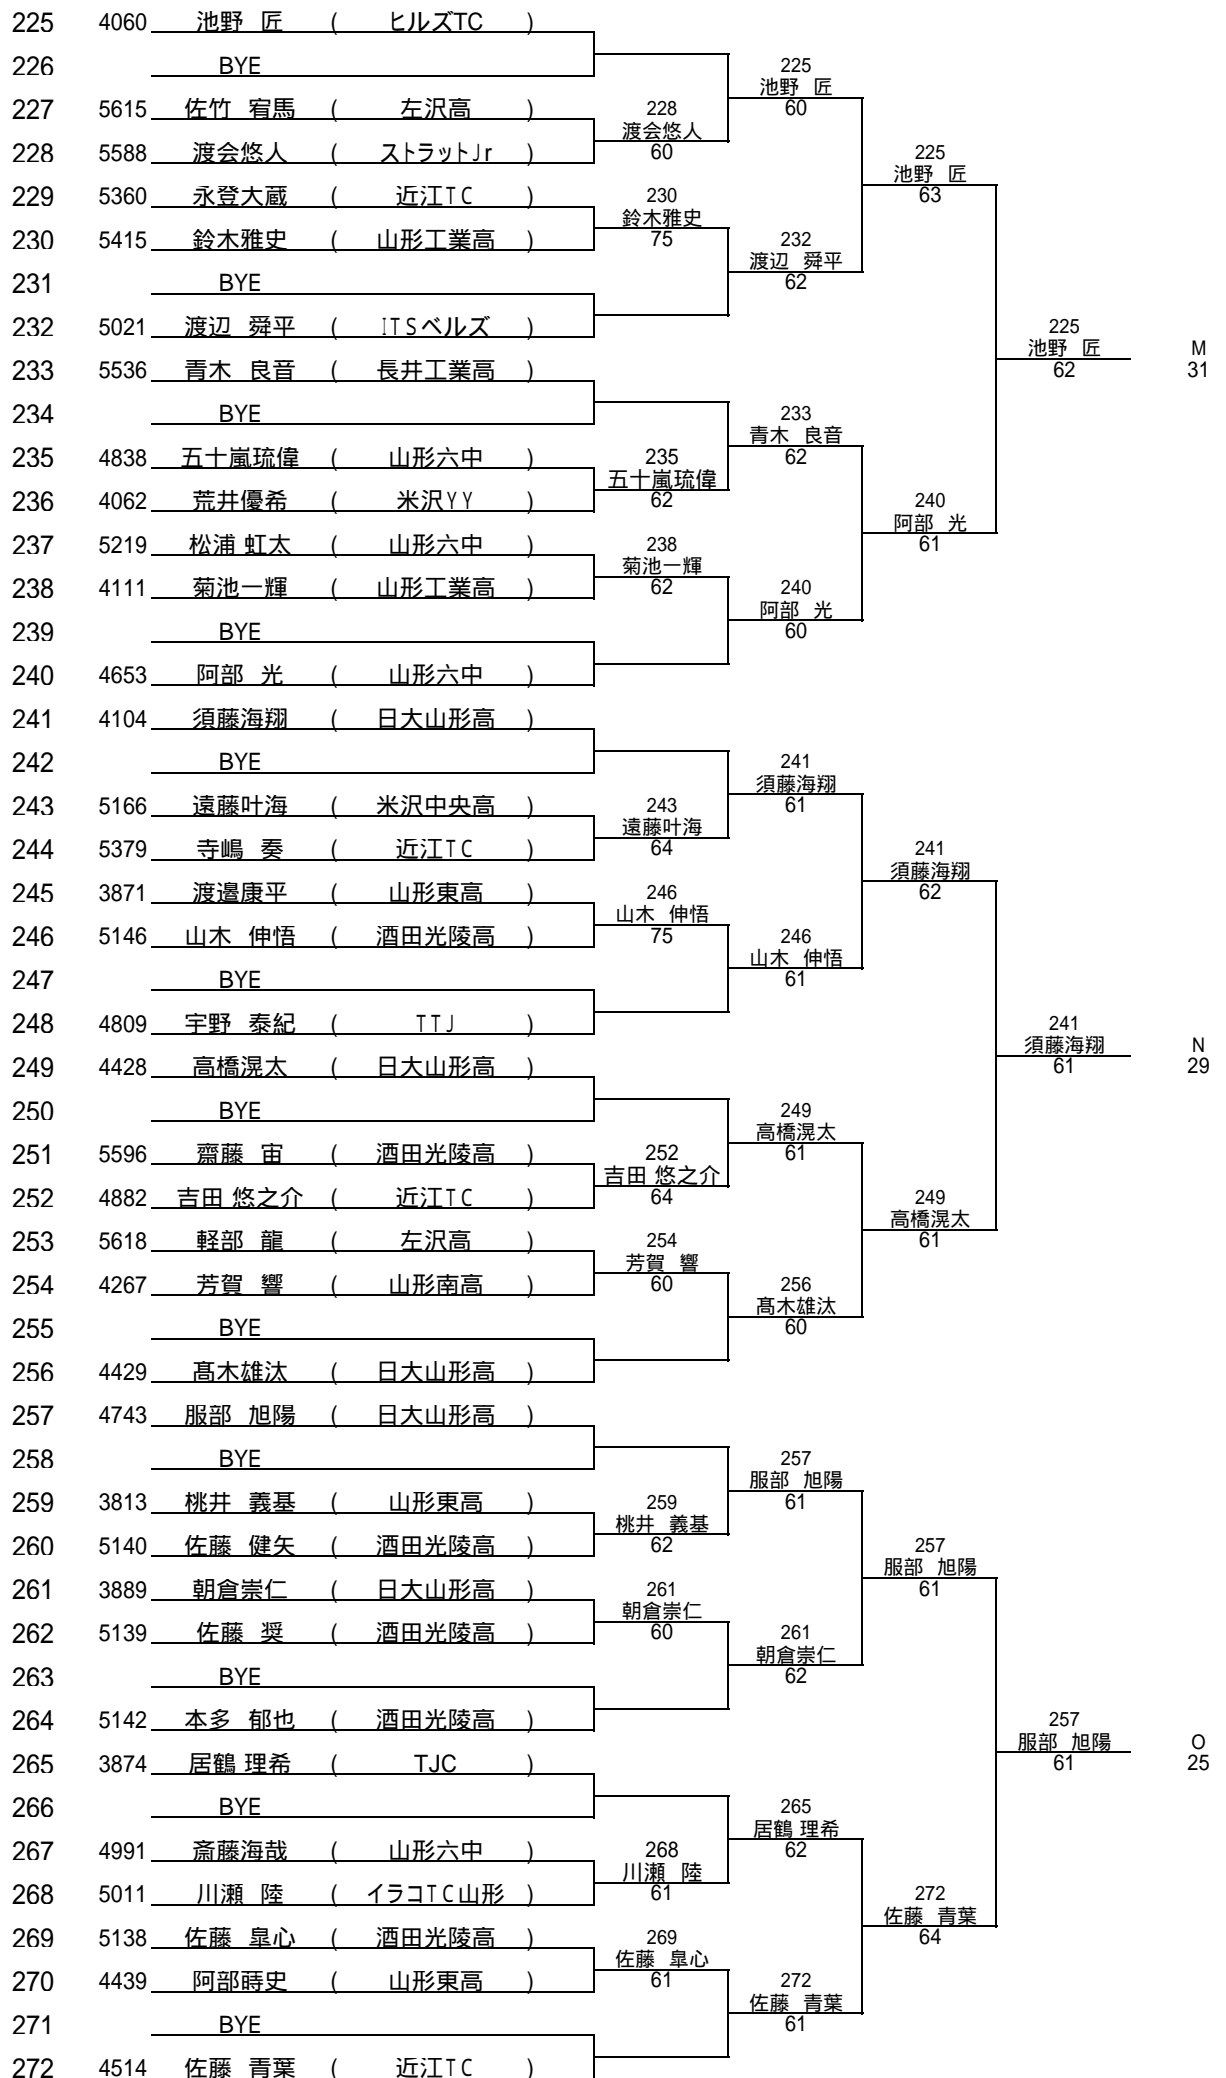 225 4060 池野 匠 ( ヒルズTC )
226 BYE
225
池野 匠
60
227 5615 佐竹 宥馬 ( 左沢高 )
228
渡会悠人
60
228 5588 渡会悠人 ( ストラットJr )
225
池野 匠
63
229 5360 永登大蔵 ( 近江TC )
230
鈴木雅史
75
230 5415 鈴木雅史 ( 山形工業高 )
232
渡辺 舜平
62
231 BYE
232 5021 渡辺 舜平 ( ITSベルズ )
225
池野 匠
62
M
31
233 5536 青木 良音 ( 長井工業高 )
234 BYE
233
青木 良音
62
235 4838 五十嵐琉偉 ( 山形六中 )
235
五十嵐琉偉
62
236 4062 荒井優希 ( 米沢YY )
240
阿部 光
61
237 5219 松浦 虹太 ( 山形六中 )
238
菊池一輝
62
238 4111 菊池一輝 ( 山形工業高 )
240
阿部 光
60
239 BYE
240 4653 阿部 光 ( 山形六中 )
241 4104 須藤海翔 ( 日大山形高 )
242 BYE
241
須藤海翔
61
243 5166 遠藤叶海 ( 米沢中央高 )
243
遠藤叶海
64
244 5379 寺嶋 奏 ( 近江TC )
241
須藤海翔
62
245 3871 渡邉康平 ( 山形東高 )
246
山木 伸悟
75
246 5146 山木 伸悟 ( 酒田光陵高 )
246
山木 伸悟
61
247 BYE
248 4809 宇野 泰紀 ( TTJ )
241
須藤海翔
61
N
29
249 4428 高橋滉太 ( 日大山形高 )
250 BYE
249
高橋滉太
61
251 5596 齋藤 宙 ( 酒田光陵高 )
252
吉田 悠之介
64
252 4882 吉田 悠之介 ( 近江TC )
249
高橋滉太
61
253 5618 軽部 龍 ( 左沢高 )
254
芳賀 響
60
254 4267 芳賀 響 ( 山形南高 )
256
髙木雄汰
60
255 BYE
256 4429 髙木雄汰 ( 日大山形高 )
257 4743 服部 旭陽 ( 日大山形高 )
258 BYE
257
服部 旭陽
61
259 3813 桃井 義基 ( 山形東高 )
259
桃井 義基
62
260 5140 佐藤 健矢 ( 酒田光陵高 )
257
服部 旭陽
61
261 3889 朝倉崇仁 ( 日大山形高 )
261
朝倉崇仁
60
262 5139 佐藤 奨 ( 酒田光陵高 )
261
朝倉崇仁
62
263 BYE
264 5142 本多 郁也 ( 酒田光陵高 )
257
服部 旭陽
61
O
25
265 3874 居鶴 理希 ( TJC )
266 BYE
265
居鶴 理希
62
267 4991 斎藤海哉 ( 山形六中 )
268
川瀬 陸
61
268 5011 川瀬 陸 ( イラコTC山形 )
272
佐藤 青葉
64
269 5138 佐藤 皐心 ( 酒田光陵高 )
269
佐藤 皐心
61
270 4439 阿部蒔史 ( 山形東高 )
272
佐藤 青葉
61
271 BYE
272 4514 佐藤 青葉 ( 近江TC )